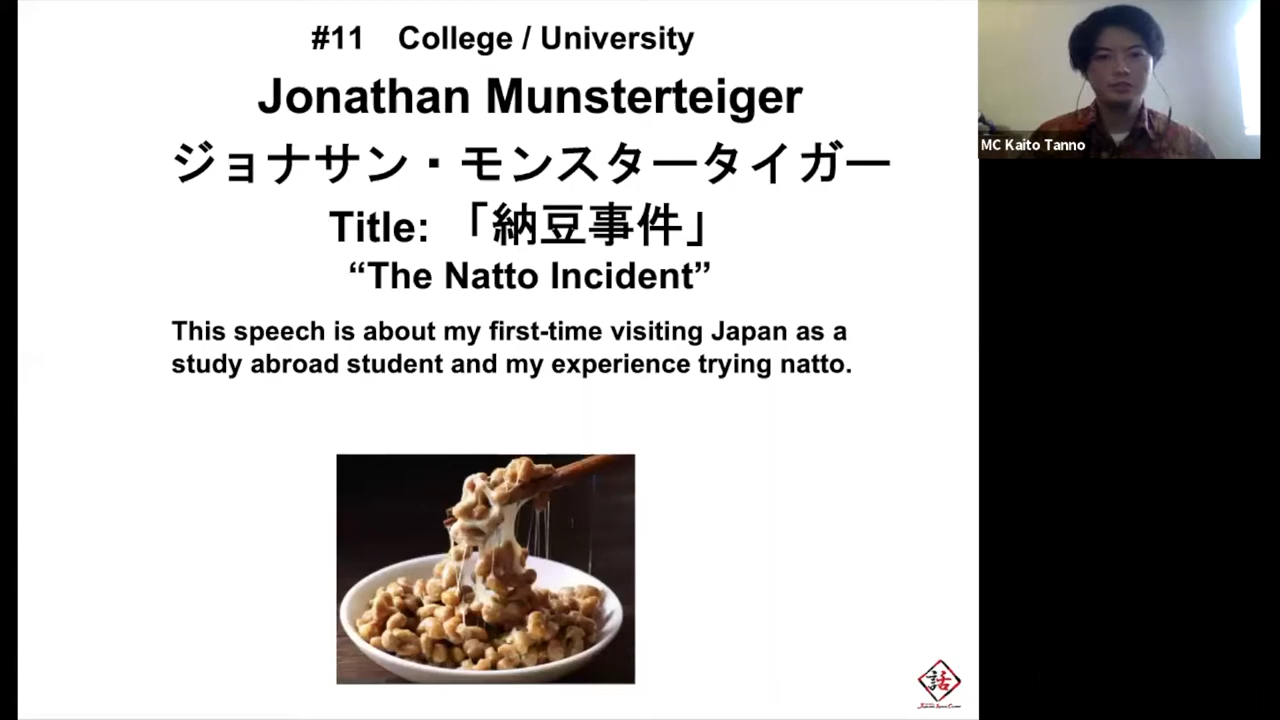 #11 College / University
Jonathan Munsterteiger
ジョナサン・モンスタータイガー
Title: 「納豆事件」
“The Natto Incident”
This speech is about my first-time visiting Japan as a
study abroad student and my experience trying natto.
MC Kaito Tanno
話